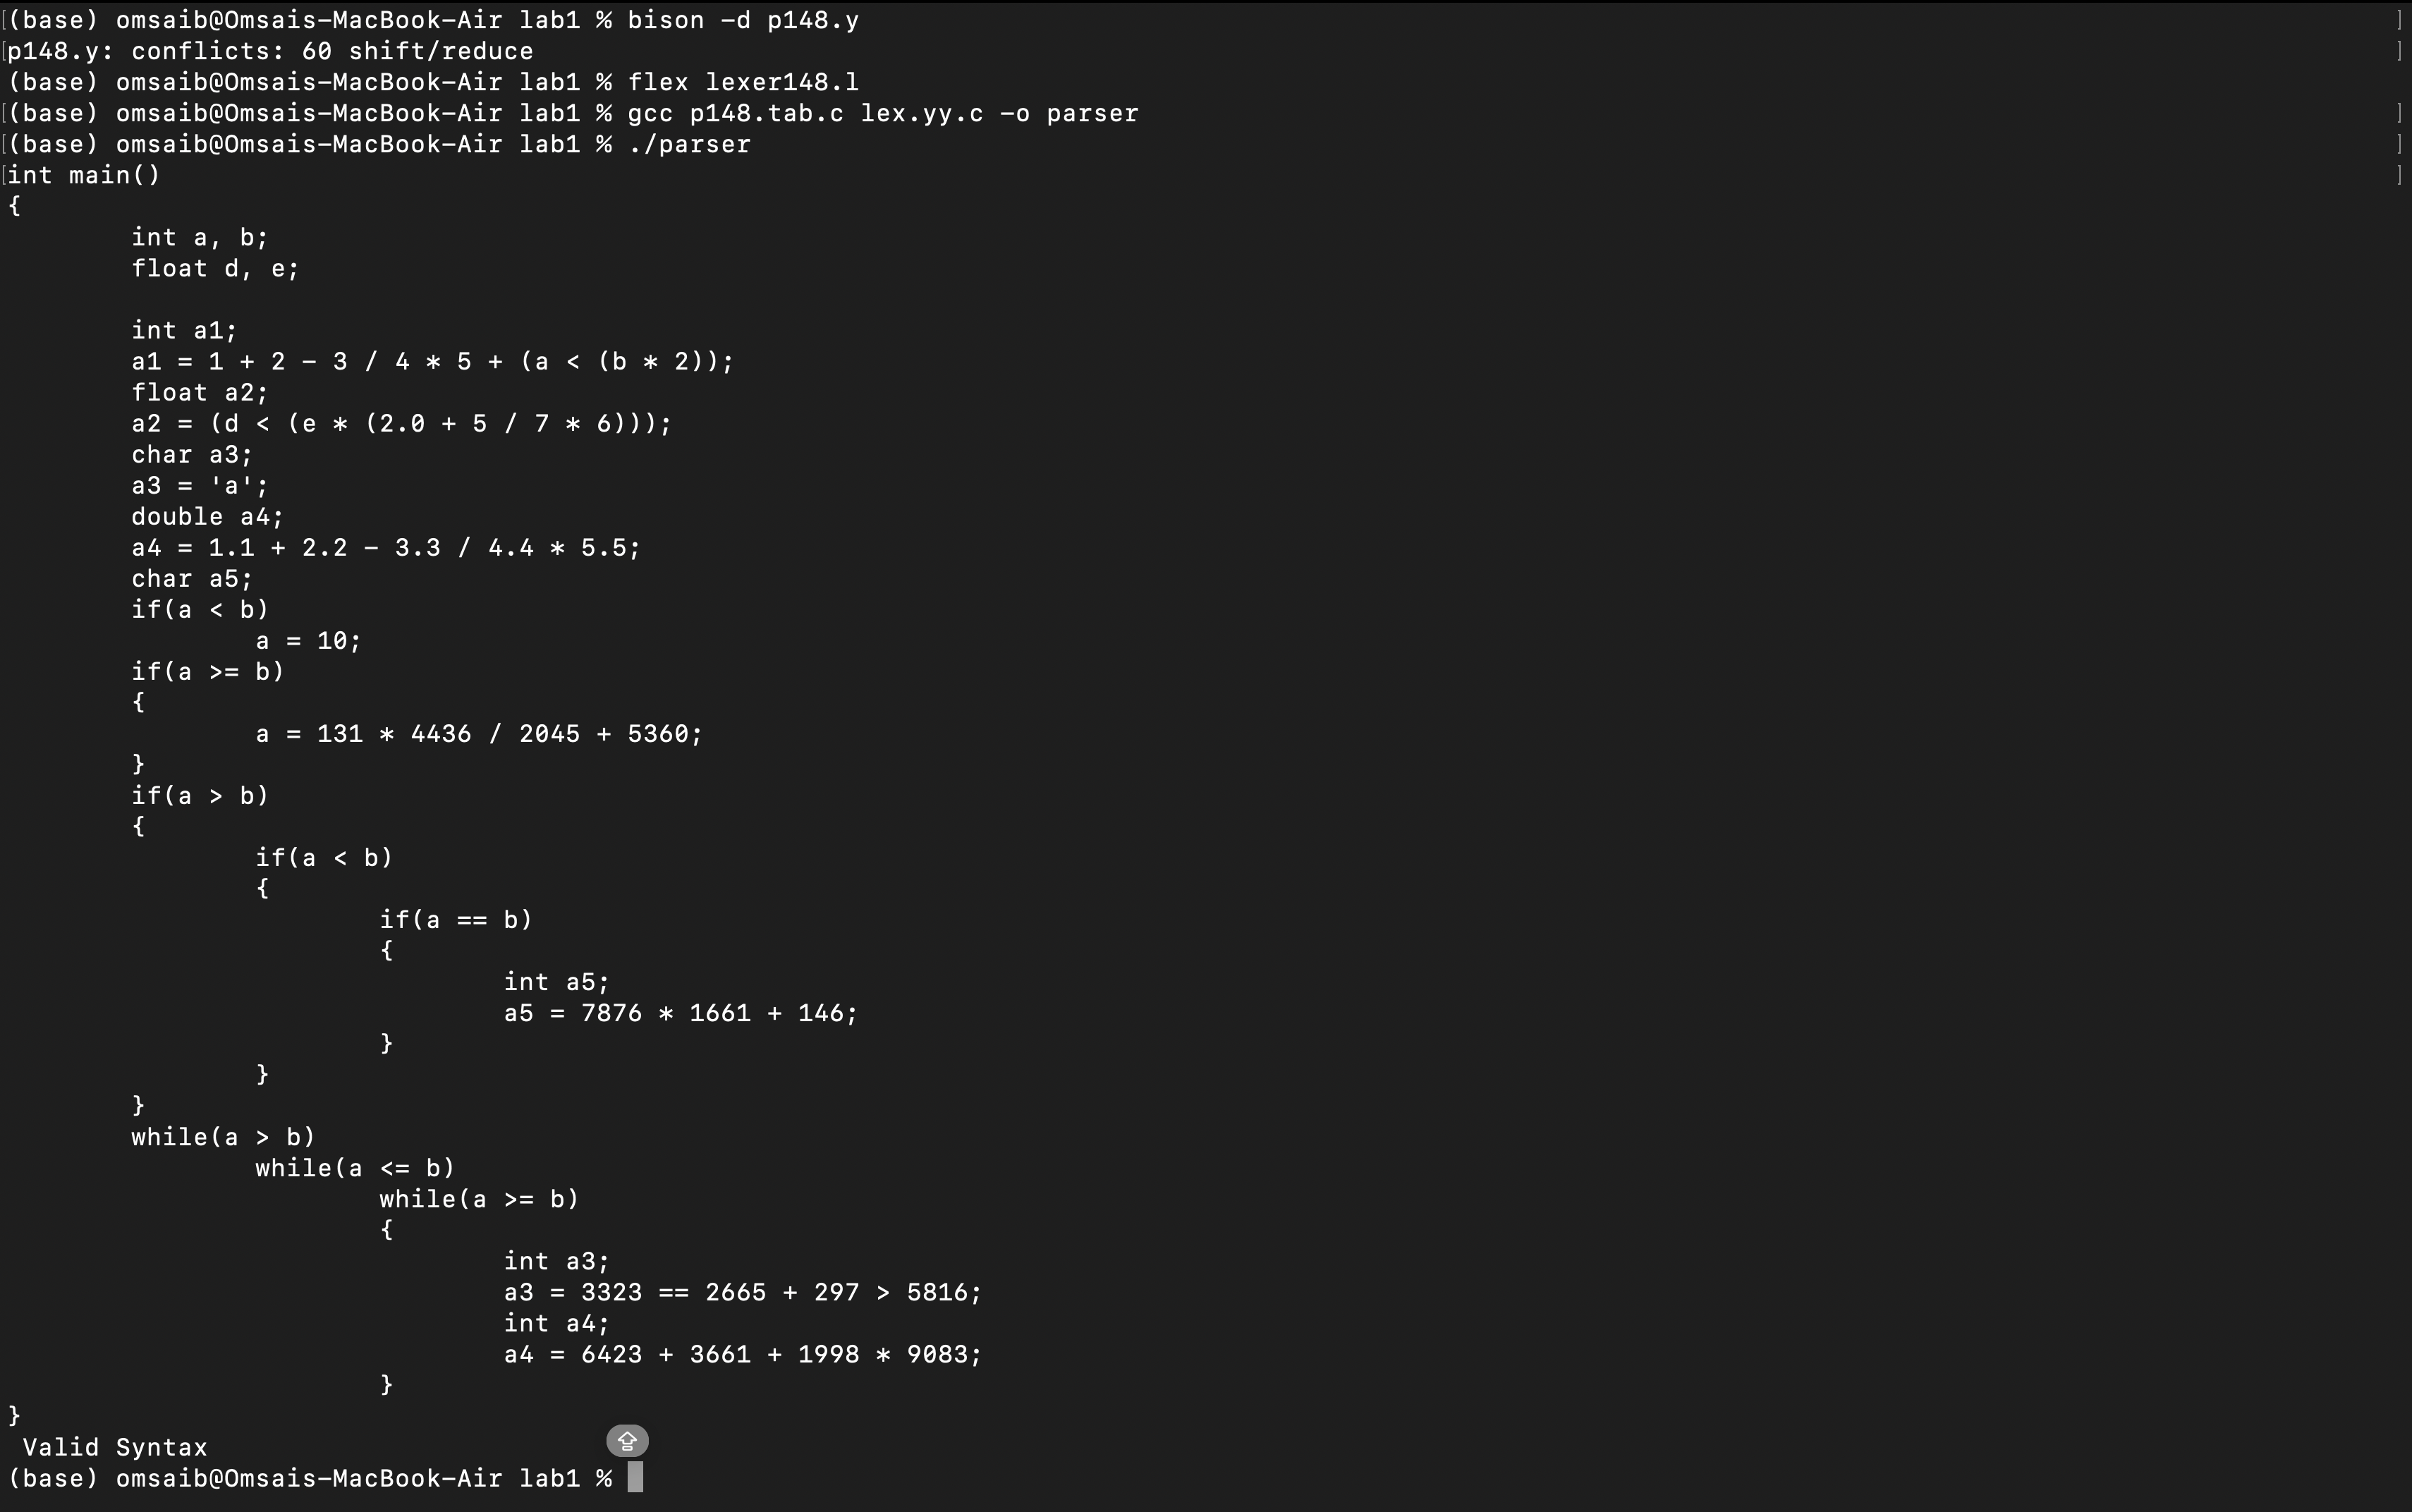 [(base) omsaib@Omsais-MacBook-Air lab1 % bison -d p148.y ]
[p148.y: conflicts: 60 shift/reduce ]
(base) omsaib@Omsais-MacBook-Air lab1 % flex lexer148.l
[(base) omsaib@Omsais-MacBook-Air lab1 % gcc p148.tab.c lex.yy.c -o parser ]
[(base) omsaib@Omsais-MacBook-Air lab1 % ./parser ]
[int main() ]
{
        int a, b;
        float d, e;

        int a1;
        a1 = 1 + 2 - 3 / 4 * 5 + (a < (b * 2));
        float a2;
        a2 = (d < (e * (2.0 + 5 / 7 * 6)));
        char a3;
        a3 = 'a';
        double a4;
        a4 = 1.1 + 2.2 - 3.3 / 4.4 * 5.5;
        char a5;
        if(a < b)
                a = 10;
        if(a >= b)
        {
                a = 131 * 4436 / 2045 + 5360;
        }
        if(a > b)
        {
                if(a < b)
                {
                        if(a == b)
                        {
                                int a5;
                                a5 = 7876 * 1661 + 146;
                        }
                }
        }
        while(a > b)
                while(a <= b)
                        while(a >= b)
                        {
                                int a3;
                                a3 = 3323 == 2665 + 297 > 5816;
                                int a4;
                                a4 = 6423 + 3661 + 1998 * 9083;
                        }
}
 Valid Syntax
(base) omsaib@Omsais-MacBook-Air lab1 %